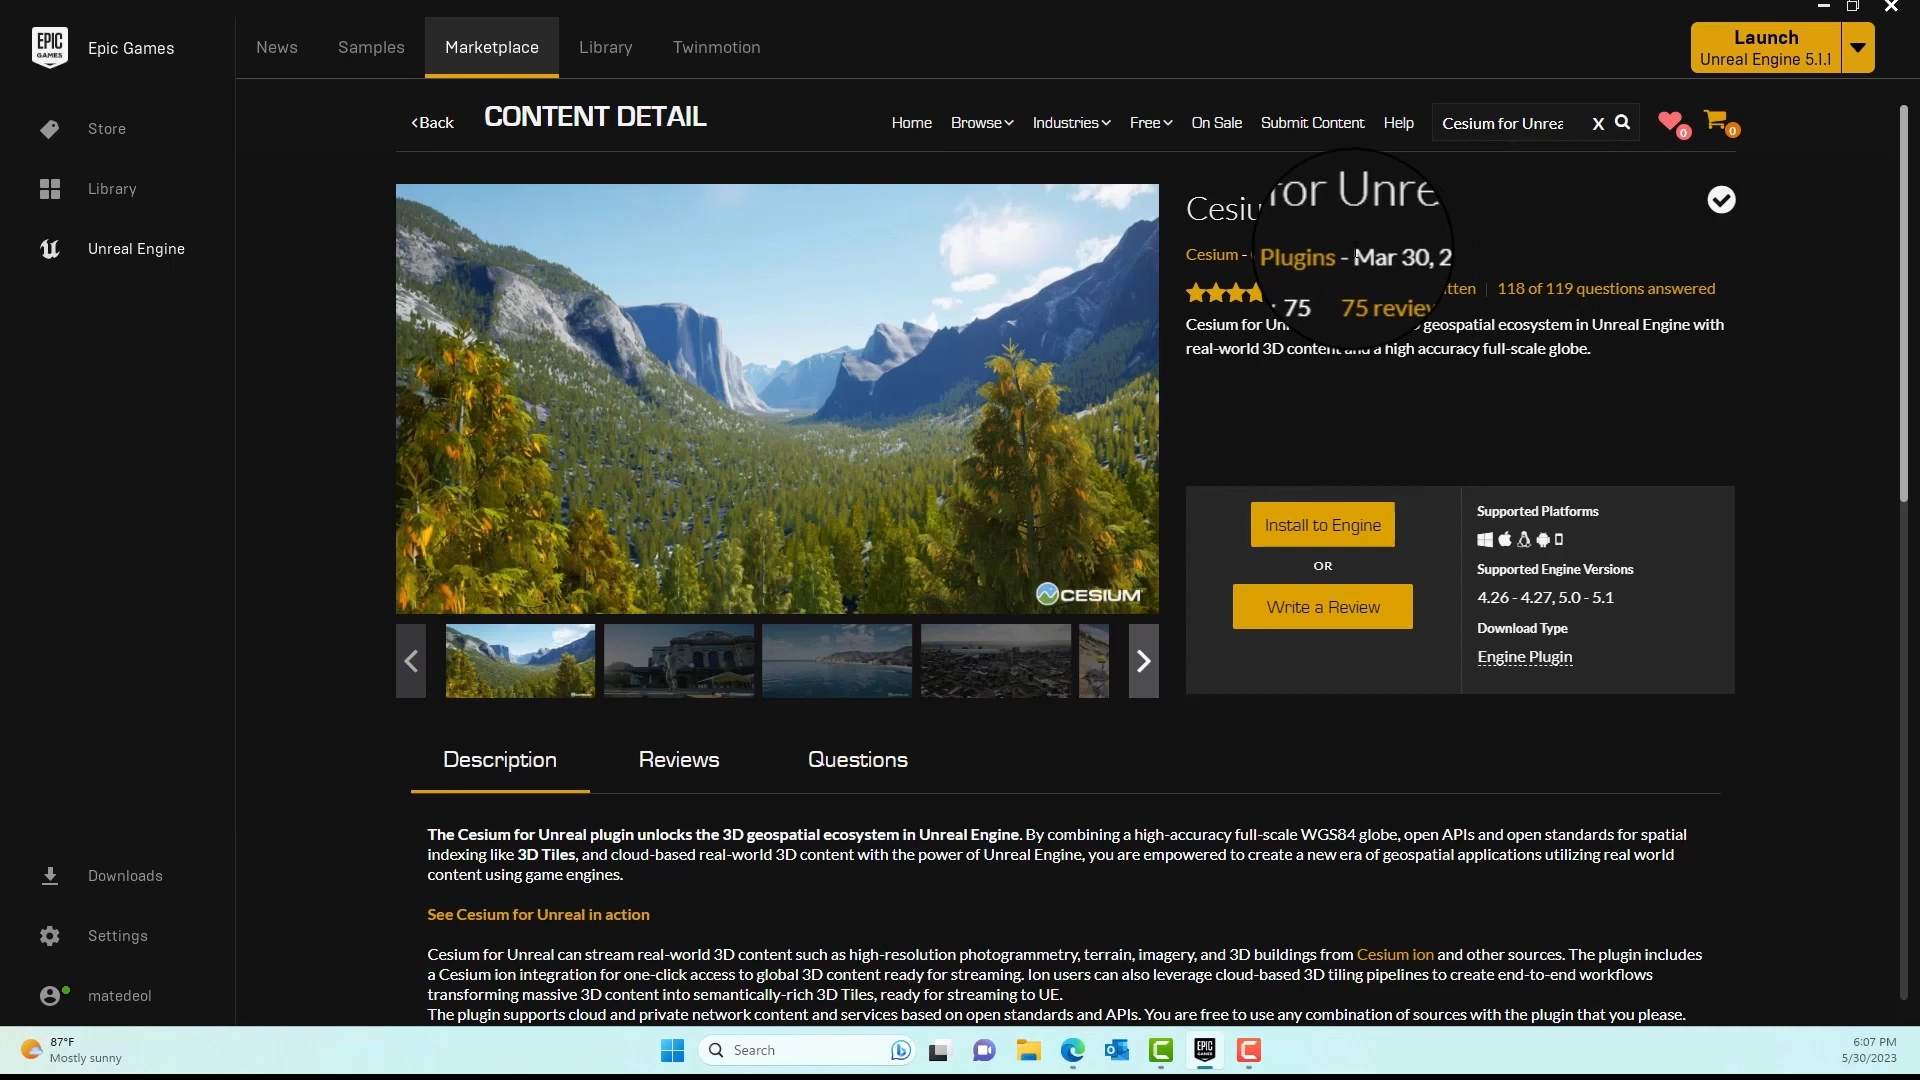 EPIC
GAMES
Epic Games
News
Samples
Marketplace
Library
Twinmotion
Launch
Unreal Engine 5.1.1
Store
Library
Unreal Engine
Downloads
Settings
matedeol
<Back
CONTENT DETAIL
Home
Browse
Industries
Free
On Sale
Submit Content
Help
Cesium for Unrea
X
0
0
for Unre
Cesium -
Plugins - Mar 30, 2
: 75
75 review
118 of 119 questions answered
Cesium for geospatial ecosystem in Unreal Engine with
real-world 3D content and a high accuracy full-scale globe.
CESIUM
Install to Engine
OR
Write a Review
Supported Platforms
Supported Engine Versions
4.26 - 4.27, 5.0 - 5.1
Download Type
Engine Plugin
Description
Reviews
Questions
The Cesium for Unreal plugin unlocks the 3D geospatial ecosystem in Unreal Engine. By combining a high-accuracy full-scale WGS84 globe, open APIs and open standards for spatial
indexing like 3D Tiles, and cloud-based real-world 3D content with the power of Unreal Engine, you are empowered to create a new era of geospatial applications utilizing real world
content using game engines.
See Cesium for Unreal in action
Cesium for Unreal can stream real-world 3D content such as high-resolution photogrammetry, terrain, imagery, and 3D buildings from Cesium ion and other sources. The plugin includes
a Cesium ion integration for one-click access to global 3D content ready for streaming. Ion users can also leverage cloud-based 3D tiling pipelines to create end-to-end workflows
transforming massive 3D content into semantically-rich 3D Tiles, ready for streaming to UE.
The plugin supports cloud and private network content and services based on open standards and APIs. You are free to use any combination of sources with the plugin that you please.
87°F
Mostly sunny
Search
EPIC
GAMES
6:07 PM
5/30/2023